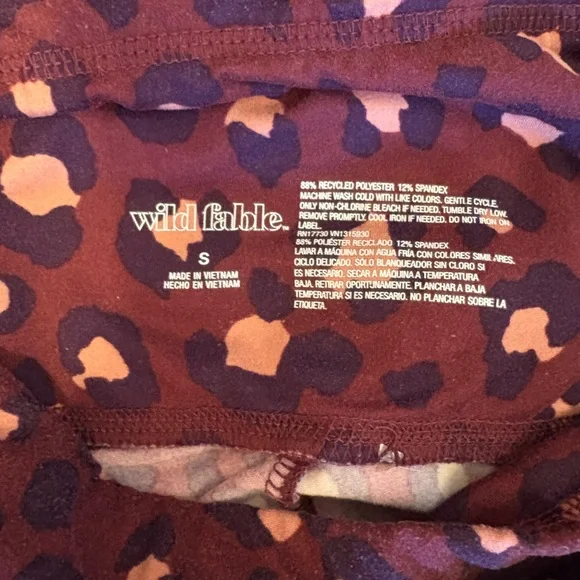 wild fable™
S
MADE IN VIETNAM
HECHO EN VIETNAM
88% RECYCLED POLYESTER 12% SPANDEX
MACHINE WASH COLD WITH LIKE COLORS. GENTLE CYCLE.
ONLY NON-CHLORINE BLEACH IF NEEDED. TUMBLE DRY LOW.
REMOVE PROMPTLY. COOL IRON IF NEEDED. DO NOT IRON ON
LABEL.
RN17730 VN1315930
88% POLIÉSTER RECICLADO 12% SPANDEX
LAVAR A MÁQUINA CON AGUA FRÍA CON COLORES SIMILARES.
CICLO DELICADO. SÓLO BLANQUEADOR SIN CLORO SI
ES NECESARIO. SECAR A MÁQUINA A TEMPERATURA
BAJA. RETIRAR OPORTUNAMENTE. PLANCHAR A BAJA
TEMPERATURA SI ES NECESARIO. NO PLANCHAR SOBRE LA
ETIQUETA.